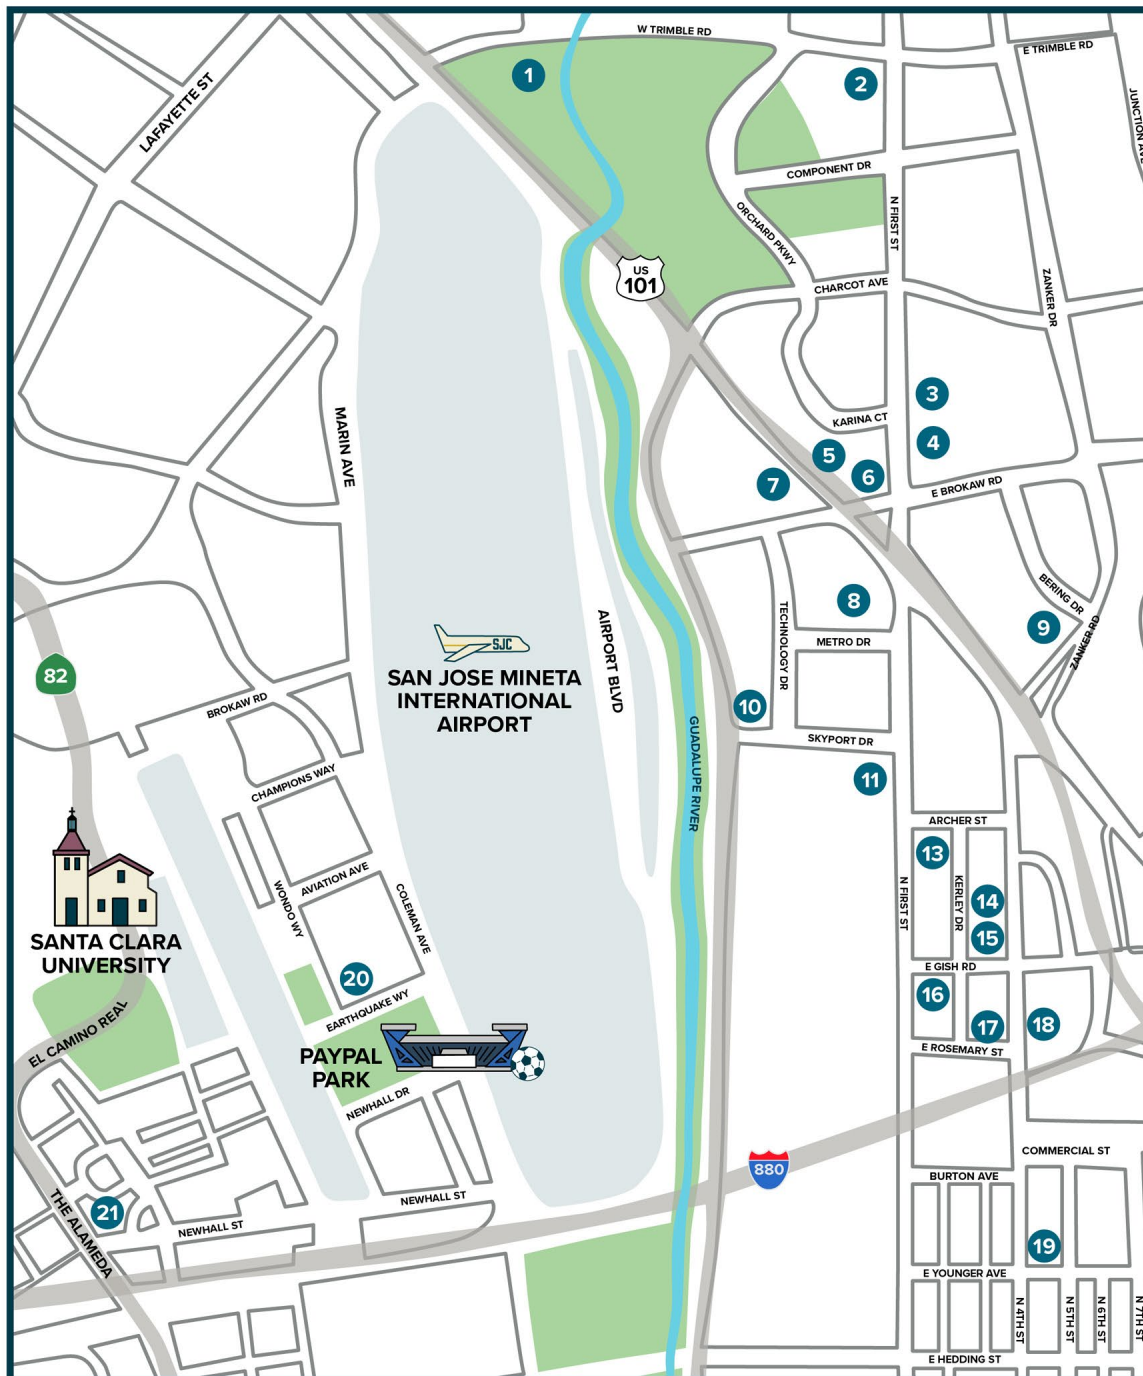 W TRIMBLE RD
E TRIMBLE RD
1
2
LAFAYETTE ST
JUNCTION AVE
COMPONENT DR
N FIRST ST
ORCHARD PKWY
US
101
CHARCOT AVE
ZANKER DR
3
MARIN AVE
KARINA CT
4
5
6
7
E BROKAW RD
BERING DR
8
9
TECHNOLOGY DR
ZANKER RD
METRO DR
AIRPORT BLVD
SJC
SAN JOSE MINETA
INTERNATIONAL
AIRPORT
82
BROKAW RD
10
GUADALUPE RIVER
SKYPORT DR
11
CHAMPIONS WAY
ARCHER ST
13
AVIATION AVE
WONDO WY
COLEMAN AVE
N FIRST ST
KERLEY DR
14
15
SANTA CLARA
UNIVERSITY
E GISH RD
20
16
EARTHQUAKE WY
17
18
EL CAMINO REAL
PAYPAL
PARK
E ROSEMARY ST
NEWHALL DR
COMMERCIAL ST
880
BURTON AVE
NEWHALL ST
THE ALAMEDA
21
NEWHALL ST
19
E YOUNGER AVE
N 4TH ST
N 5TH ST
N 6TH ST
N 7TH ST
E HEDDING ST